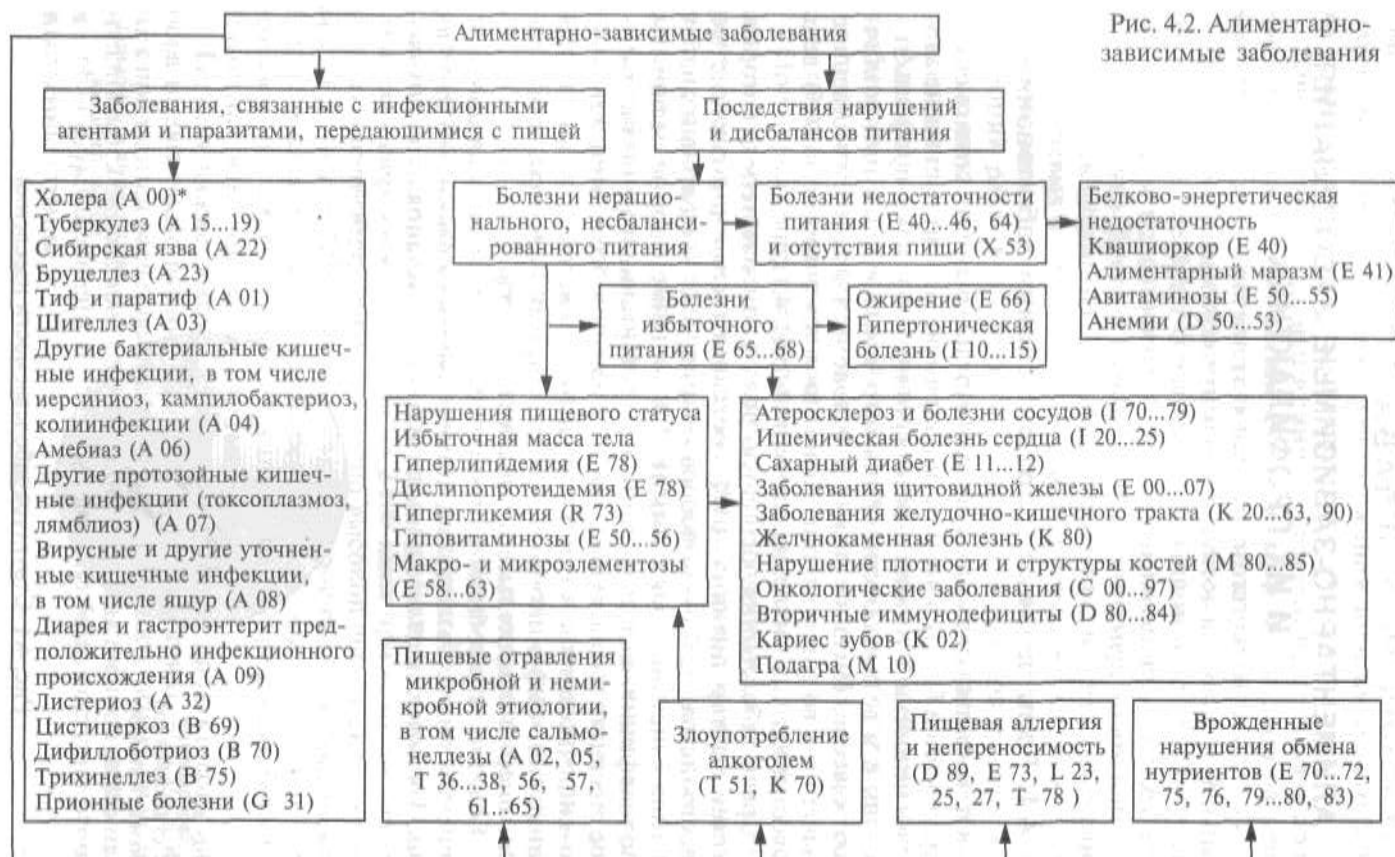 Рис. 4.2. Алиментарно-
зависимые заболевания
Алиментарно-зависимые заболевания
Заболевания, связанные с инфекционными
агентами и паразитами, передающимися с пищей
Последствия нарушений
и дисбалансов питания
Холера (А 00)*
Туберкулез (А 15...19)
Сибирская язва (А 22)
Бруцеллез (А 23)
Тиф и паратиф (А 01)
Шигеллез (А 03)
Другие бактериальные кишеч-
ные инфекции, в том числе
иерсиниоз, кампилобактериоз,
колиинфекции (А 04)
Амебиаз (А 06)
Другие протозойные кишеч-
ные инфекции (токсоплазмоз,
лямблиоз) (А 07)
Вирусные и другие уточнен-
ные кишечные инфекции,
в том числе ящур (А 08)
Диарея и гастроэнтерит пред-
положительно инфекционного
происхождения (А 09)
Листериоз (А 32)
Цистицеркоз (В 69)
Дифиллоботриоз (В 70)
Трихинеллез (В 75)
Прионные болезни (G 31)
Болезни нерацио-
нального, несбаланси-
рованного питания
Болезни недостаточности
питания (Е 40...46, 64)
и отсутствия пиши (Х 53)
Белково-энергетическая
недостаточность
Квашиоркор (Е 40)
Алиментарный маразм (Е 41)
Авитаминозы (Е 50...55)
Анемии (D 50...53)
Болезни
избыточного
питания (Е 65...68)
Ожирение (Е 66)
Гипертоническая
болезнь (I 10...15)
Нарушения пищевого статуса
Избыточная масса тела
Гиперлипидемия (Е 78)
Дислипопротеидемия (Е 78)
Гипергликемия (R 73)
Гиповитаминозы (Е 50...56)
Макро- и микроэлементозы
(Е 58...63)
Атеросклероз и болезни сосудов (I 70...79)
Ишемическая болезнь сердца (I 20...25)
Сахарный диабет (Е 11...12)
Заболевания щитовидной железы (Е 00...07)
Заболевания желудочно-кишечного тракта (К 20...63, 90)
Желчнокаменная болезнь (К 80)
Нарушение плотности и структуры костей (М 80...85)
Онкологические заболевания (С 00...97)
Вторичные иммунодефициты (D 80...84)
Кариес зубов (К 02)
Подагра (М 10)
Пищевые отравления
микробной и неми-
кробной этиологии,
в том числе сальмо-
неллезы (А 02, 05,
Т 36...38, 56, 57,
61...65)
Злоупотребление
алкоголем
(Т 51, К 70)
Пищевая аллергия
и непереносимость
(D 89, Е 73, L 23,
25, 27, Т 78 )
Врожденные
нарушения обмена
нутриентов (Е 70...72,
75, 76, 79...80, 83)